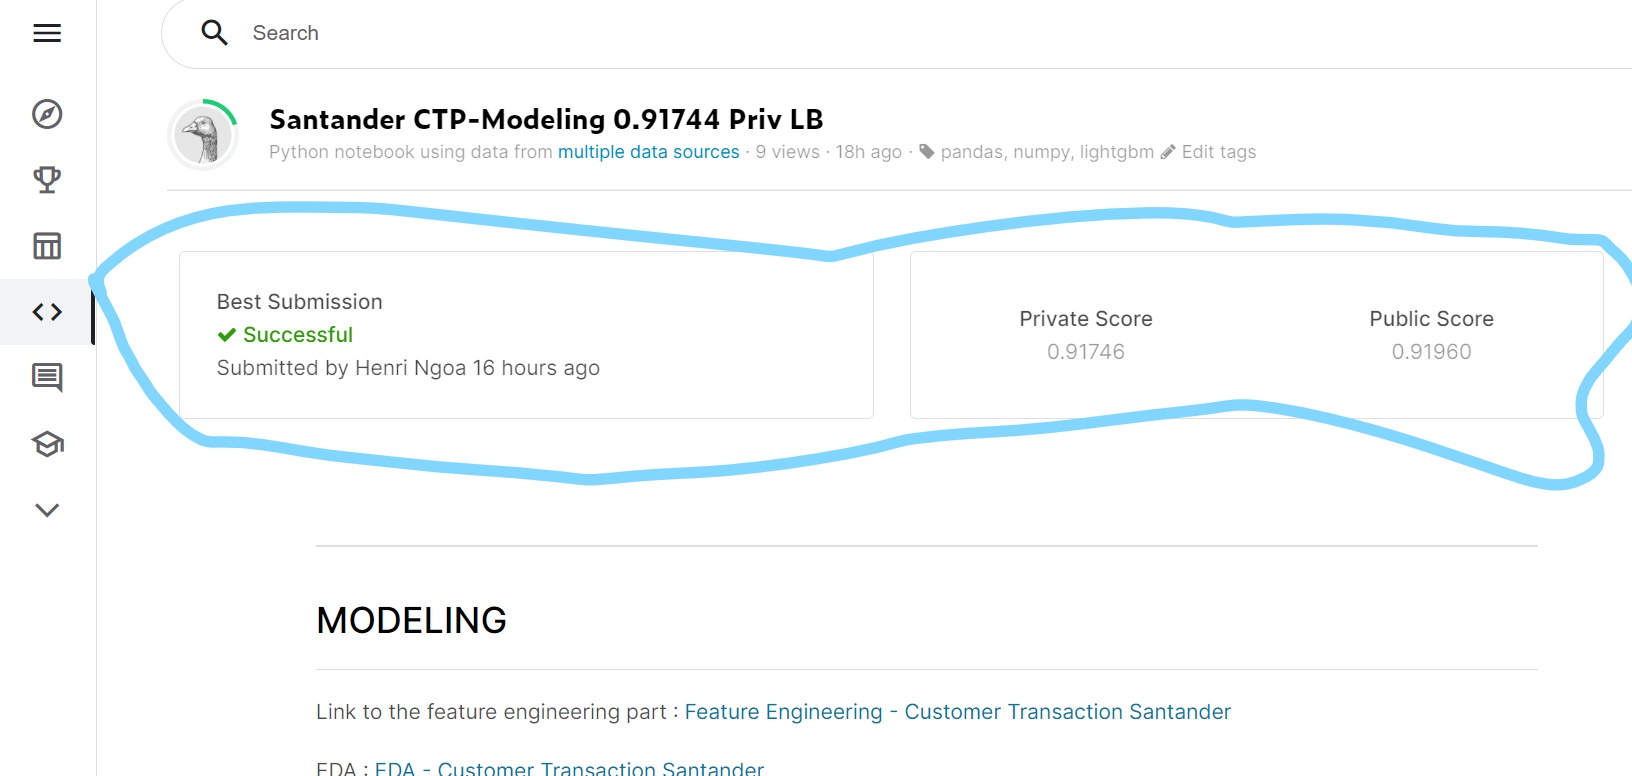 Search
Santander CTP-Modeling 0.91744 Priv LB
Python notebook using data from multiple data sources · 9 views · 18h ago · pandas, numpy, lightgbm Edit tags
Best Submission
✔ Successful
Submitted by Henri Ngoa 16 hours ago
Private Score
0.91746
Public Score
0.91960
MODELING
Link to the feature engineering part : Feature Engineering - Customer Transaction Santander
EDA : EDA - Customer Transaction Santander